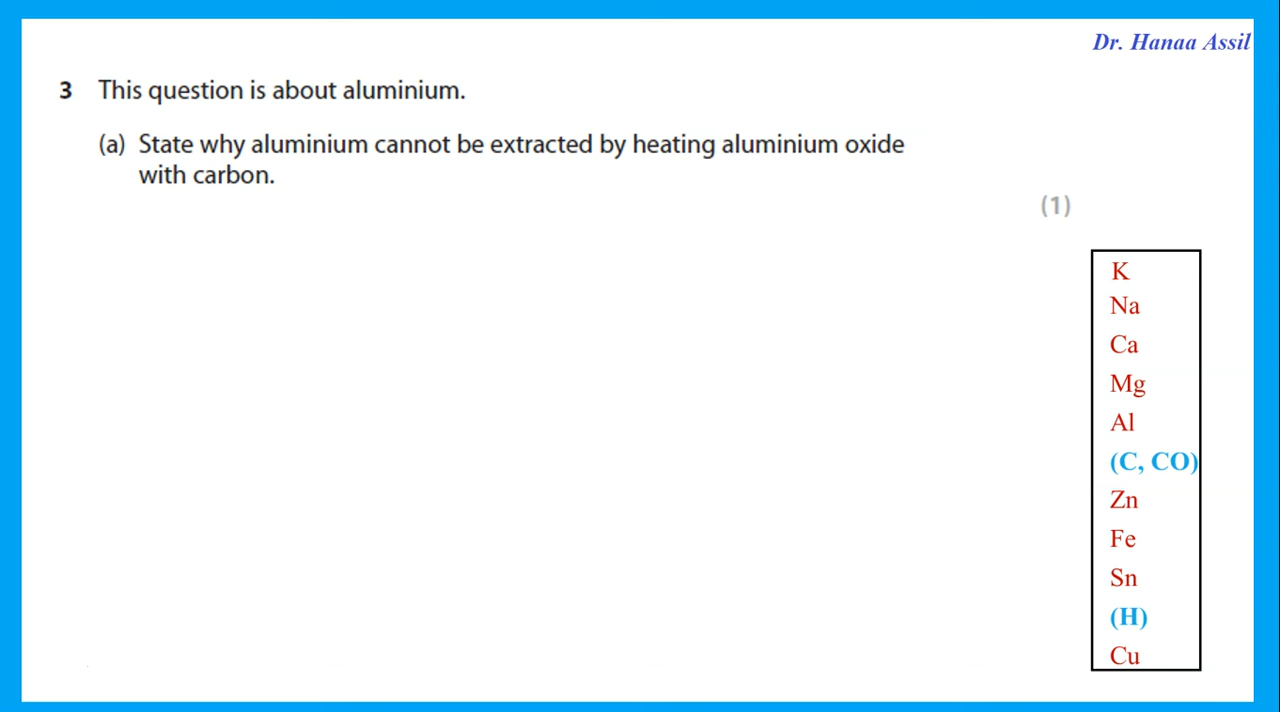 Dr. Hanaa Assil
3 This question is about aluminium.
(a) State why aluminium cannot be extracted by heating aluminium oxide
with carbon.
(1)
K
Na
Ca
Mg
Al
(C, CO)
Zn
Fe
Sn
(H)
Cu